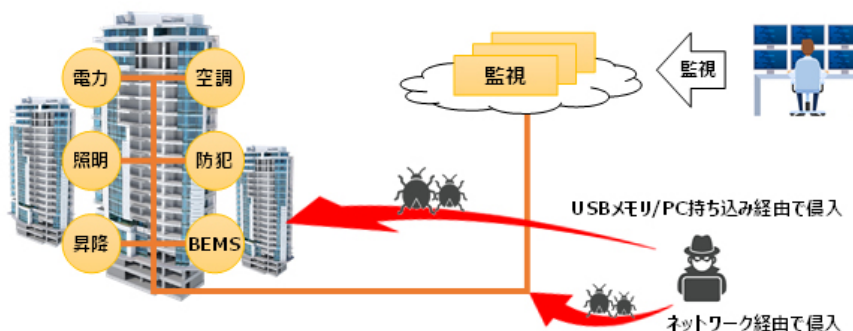 電力
空調
照明
防犯
昇降
BEMS
監視
監視
USBメモリ/PC持ち込み経由で侵入
ネットワーク経由で侵入